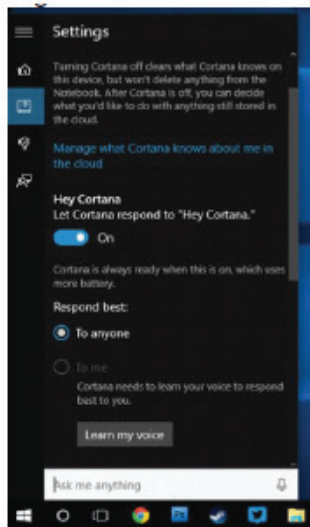 Settings
Turning Cortana off clears what Cortana knows on
this device, but won't delete anything from the
Notebook. After Cortana is off, you can decide
what you'd like to do with anything still stored in
the cloud.
Manage what Cortana knows about me in
the cloud
Hey Cortana
Let Cortana respond to "Hey Cortana."
On
Cortana is always ready when this is on, which uses
more battery.
Respond best:
To anyone
To me
Cortana needs to learn your voice to respond
best to you.
Learn my voice
Ask me anything